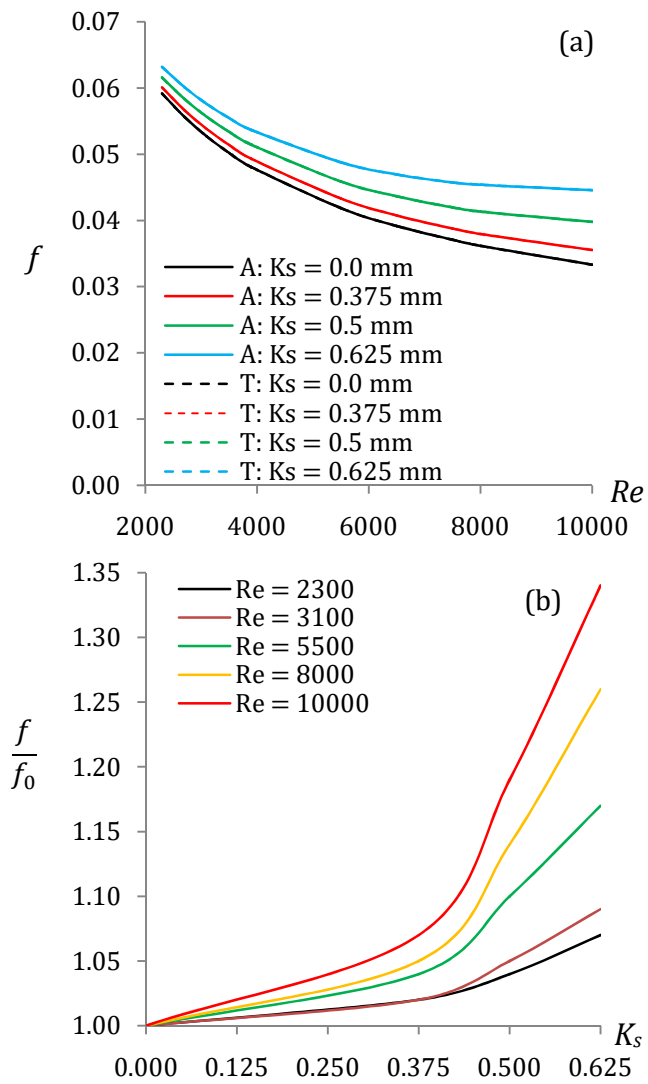 0.07
(a)
0.06
0.05
0.04
f
A: Ks = 0.0 mm
0.03
A: Ks = 0.375 mm
A: Ks = 0.5 mm
0.02
A: Ks = 0.625 mm
T: Ks = 0.0 mm
0.01
T: Ks = 0.375 mm
T: Ks = 0.5 mm
T: Ks = 0.625 mm
0.00
Re
2000 4000 6000 8000 10000
1.35
Re = 2300
(b)
Re = 3100
1.30
Re = 5500
Re = 8000
1.25
Re = 10000
f
f0
1.20
1.15
1.10
1.05
1.00
Ks
0.000 0.125 0.250 0.375 0.500 0.625